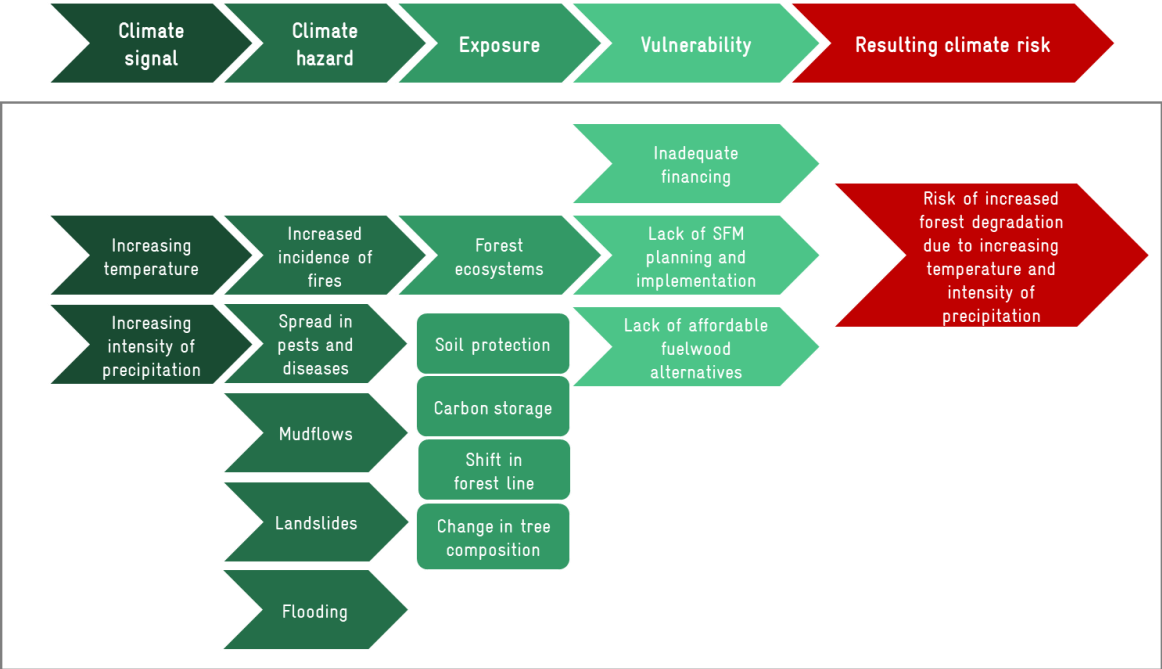 Climate
signal
Climate
hazard
Exposure
Vulnerability
Resulting climate risk
Inadequate
financing
Increasing
temperature
Increased
incidence of
fires
Forest
ecosystems
Lack of SFM
planning and
implementation
Risk of increased
forest degradation
due to increasing
temperature and
intensity of
precipitation
Increasing
intensity of
precipitation
Spread in
pests and
diseases
Soil protection
Lack of affordable
fuelwood
alternatives
Carbon storage
Mudflows
Shift in
forest line
Landslides
Change in tree
composition
Flooding